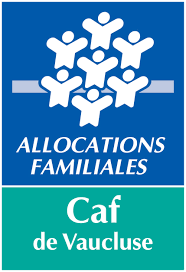 ALLOCATIONS
FAMILIALES
Caf
de Vaucluse